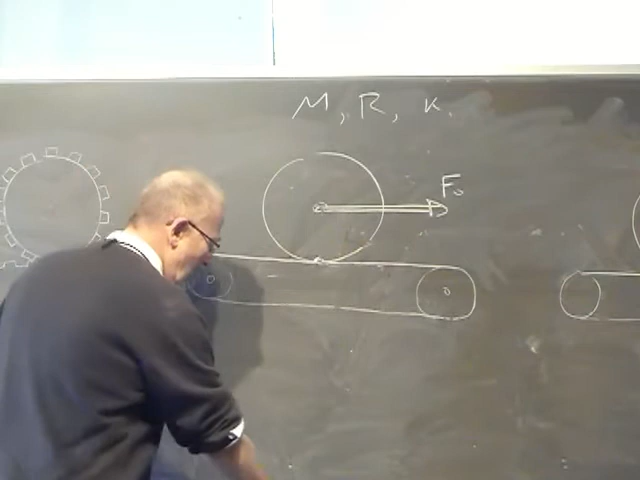 M, R, K.
F₀